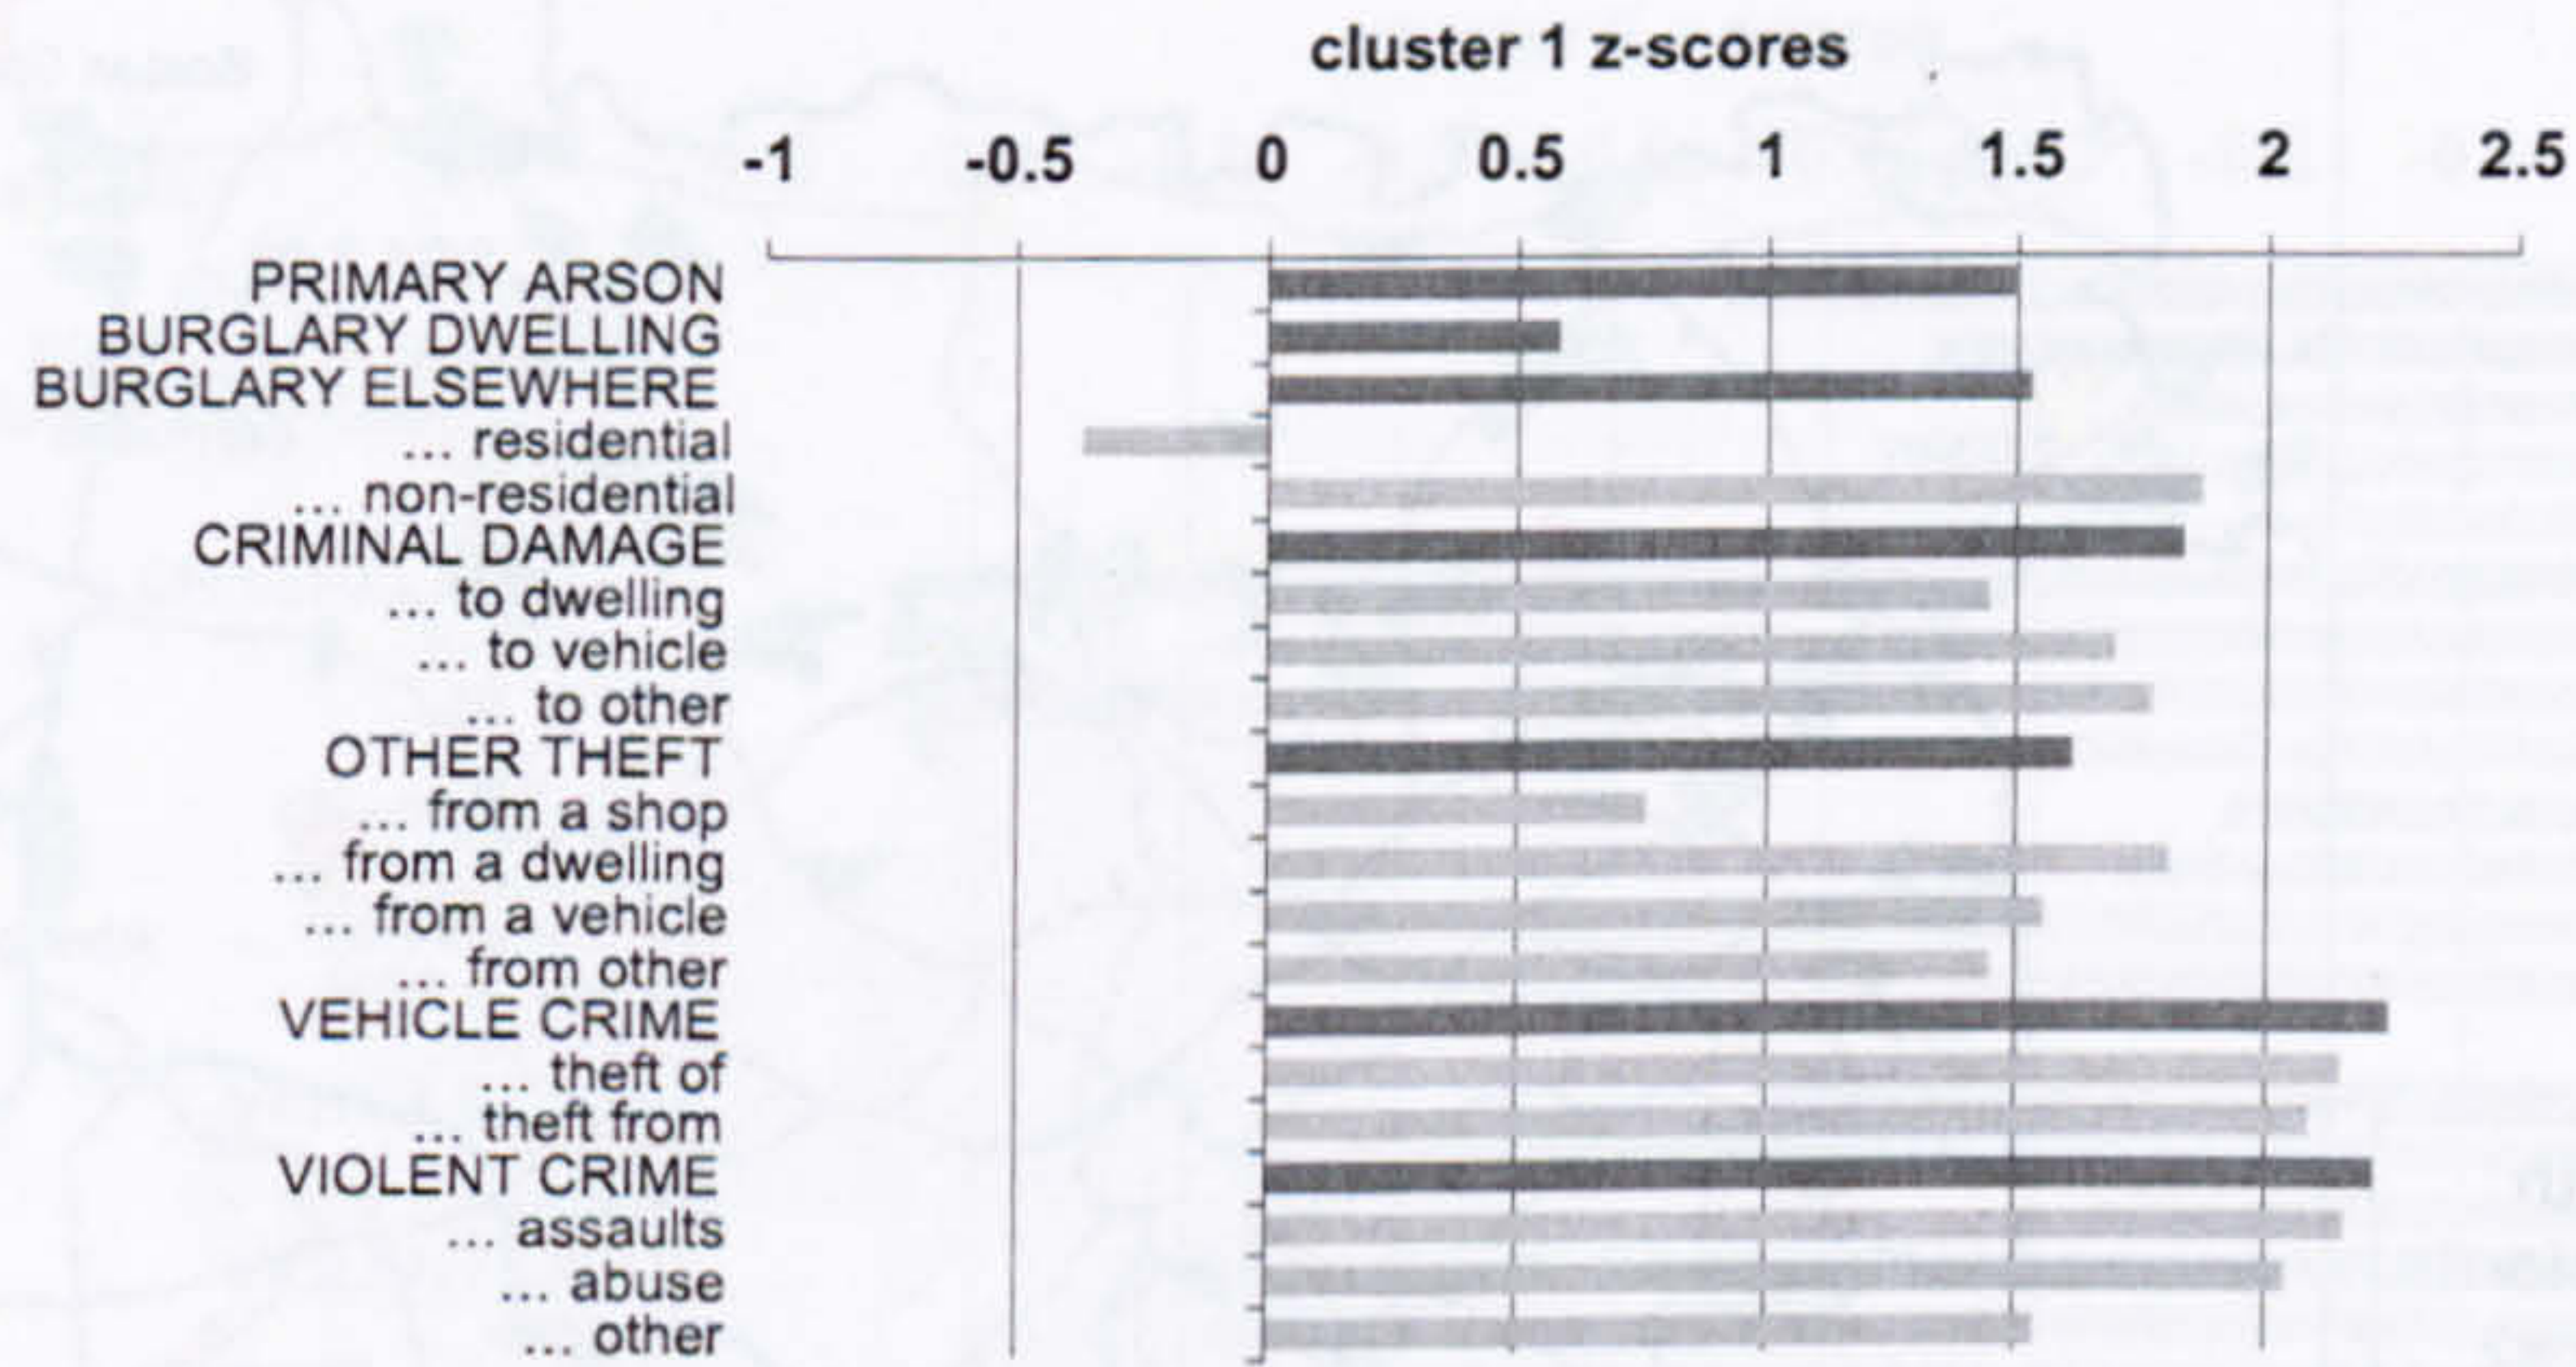 cluster 1 z-scores
-1 -0.5 0 0.5 1 1.5 2 2.5
PRIMARY ARSON
BURGLARY DWELLING
BURGLARY ELSEWHERE
... residential
... non-residential
CRIMINAL DAMAGE
... to dwelling
... to vehicle
... to other
OTHER THEFT
... from a shop
... from a dwelling
... from a vehicle
... from other
VEHICLE CRIME
... theft of
... theft from
VIOLENT CRIME
... assaults
... abuse
... other